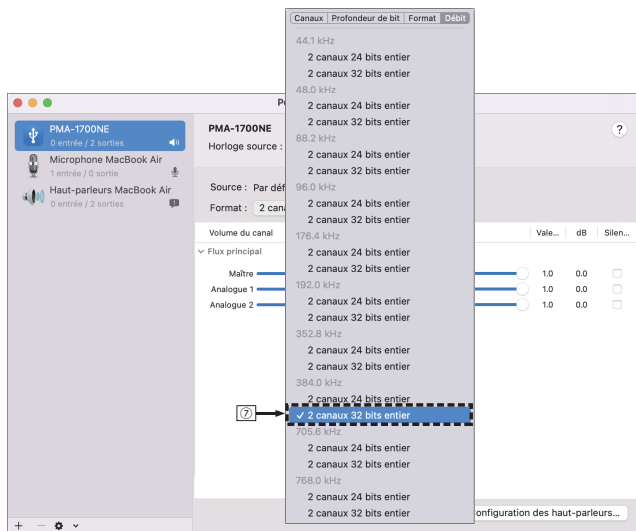 Canaux Profondeur de bit Format Débit
44.1 kHz
2 canaux 24 bits entier
2 canaux 32 bits entier
48.0 kHz
2 canaux 24 bits entier
2 canaux 32 bits entier
88.2 kHz
2 canaux 24 bits entier
2 canaux 32 bits entier
96.0 kHz
2 canaux 24 bits entier
2 canaux 32 bits entier
176.4 kHz
2 canaux 24 bits entier
2 canaux 32 bits entier
192.0 kHz
2 canaux 24 bits entier
2 canaux 32 bits entier
352.8 kHz
2 canaux 24 bits entier
2 canaux 32 bits entier
384.0 kHz
2 canaux 24 bits entier
⑦ ✓ 2 canaux 32 bits entier
705.6 kHz
2 canaux 24 bits entier
2 canaux 32 bits entier
768.0 kHz
2 canaux 24 bits entier
2 canaux 32 bits entier
PMA-1700NE
0 entrée / 2 sorties
Microphone MacBook Air
1 entrée / 0 sortie
Haut-parleurs MacBook Air
0 entrée / 2 sorties
PMA-1700NE ?
Horloge source :
Source : Par
Format : 2
Volume du canal Vale... dB Silen...
Flux principal
Maître 1.0 0.0
Analogue 1 1.0 0.0
Analogue 2 1.0 0.0
des haut-parleurs...
+ −